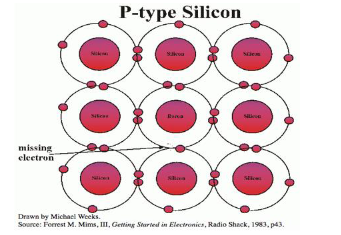 P-type Silicon
Silicon Silicon Silicon
Silicon Boron Silicon
missing
electron
Silicon Silicon Silicon
Drawn by Michael Weeks.
Source: Forrest M. Mims, III, Getting Started in Electronics, Radio Shack, 1983, p43.